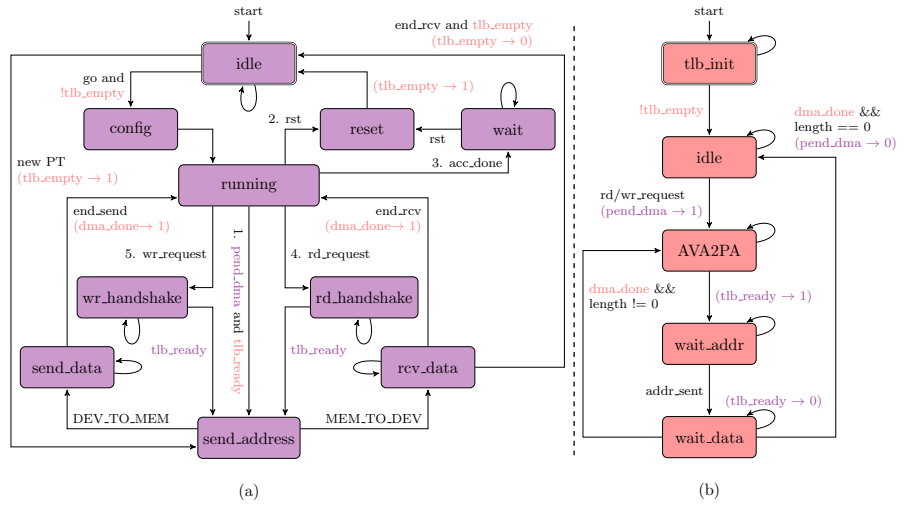 start
idle
end_rcv and tlb_empty
(tlb_empty → 0)
go and
!tlb_empty
(tlb_empty → 1)
config
2. rst
reset
rst
wait
3. acc_done
new PT
(tlb_empty → 1)
running
end_send
(dma_done→ 1)
end_rcv
(dma_done→ 1)
5. wr_request
1. pend_dma and tlb_ready
4. rd_request
wr_handshake
rd_handshake
tlb_ready
tlb_ready
send_data
rcv_data
DEV_TO_MEM
MEM_TO_DEV
send_address
(a)
start
tlb_init
!tlb_empty
dma_done &&
length == 0
(pend_dma → 0)
idle
rd/wr_request
(pend_dma → 1)
AVA2PA
dma_done &&
length != 0
(tlb_ready → 1)
wait_addr
addr_sent
(tlb_ready → 0)
wait_data
(b)